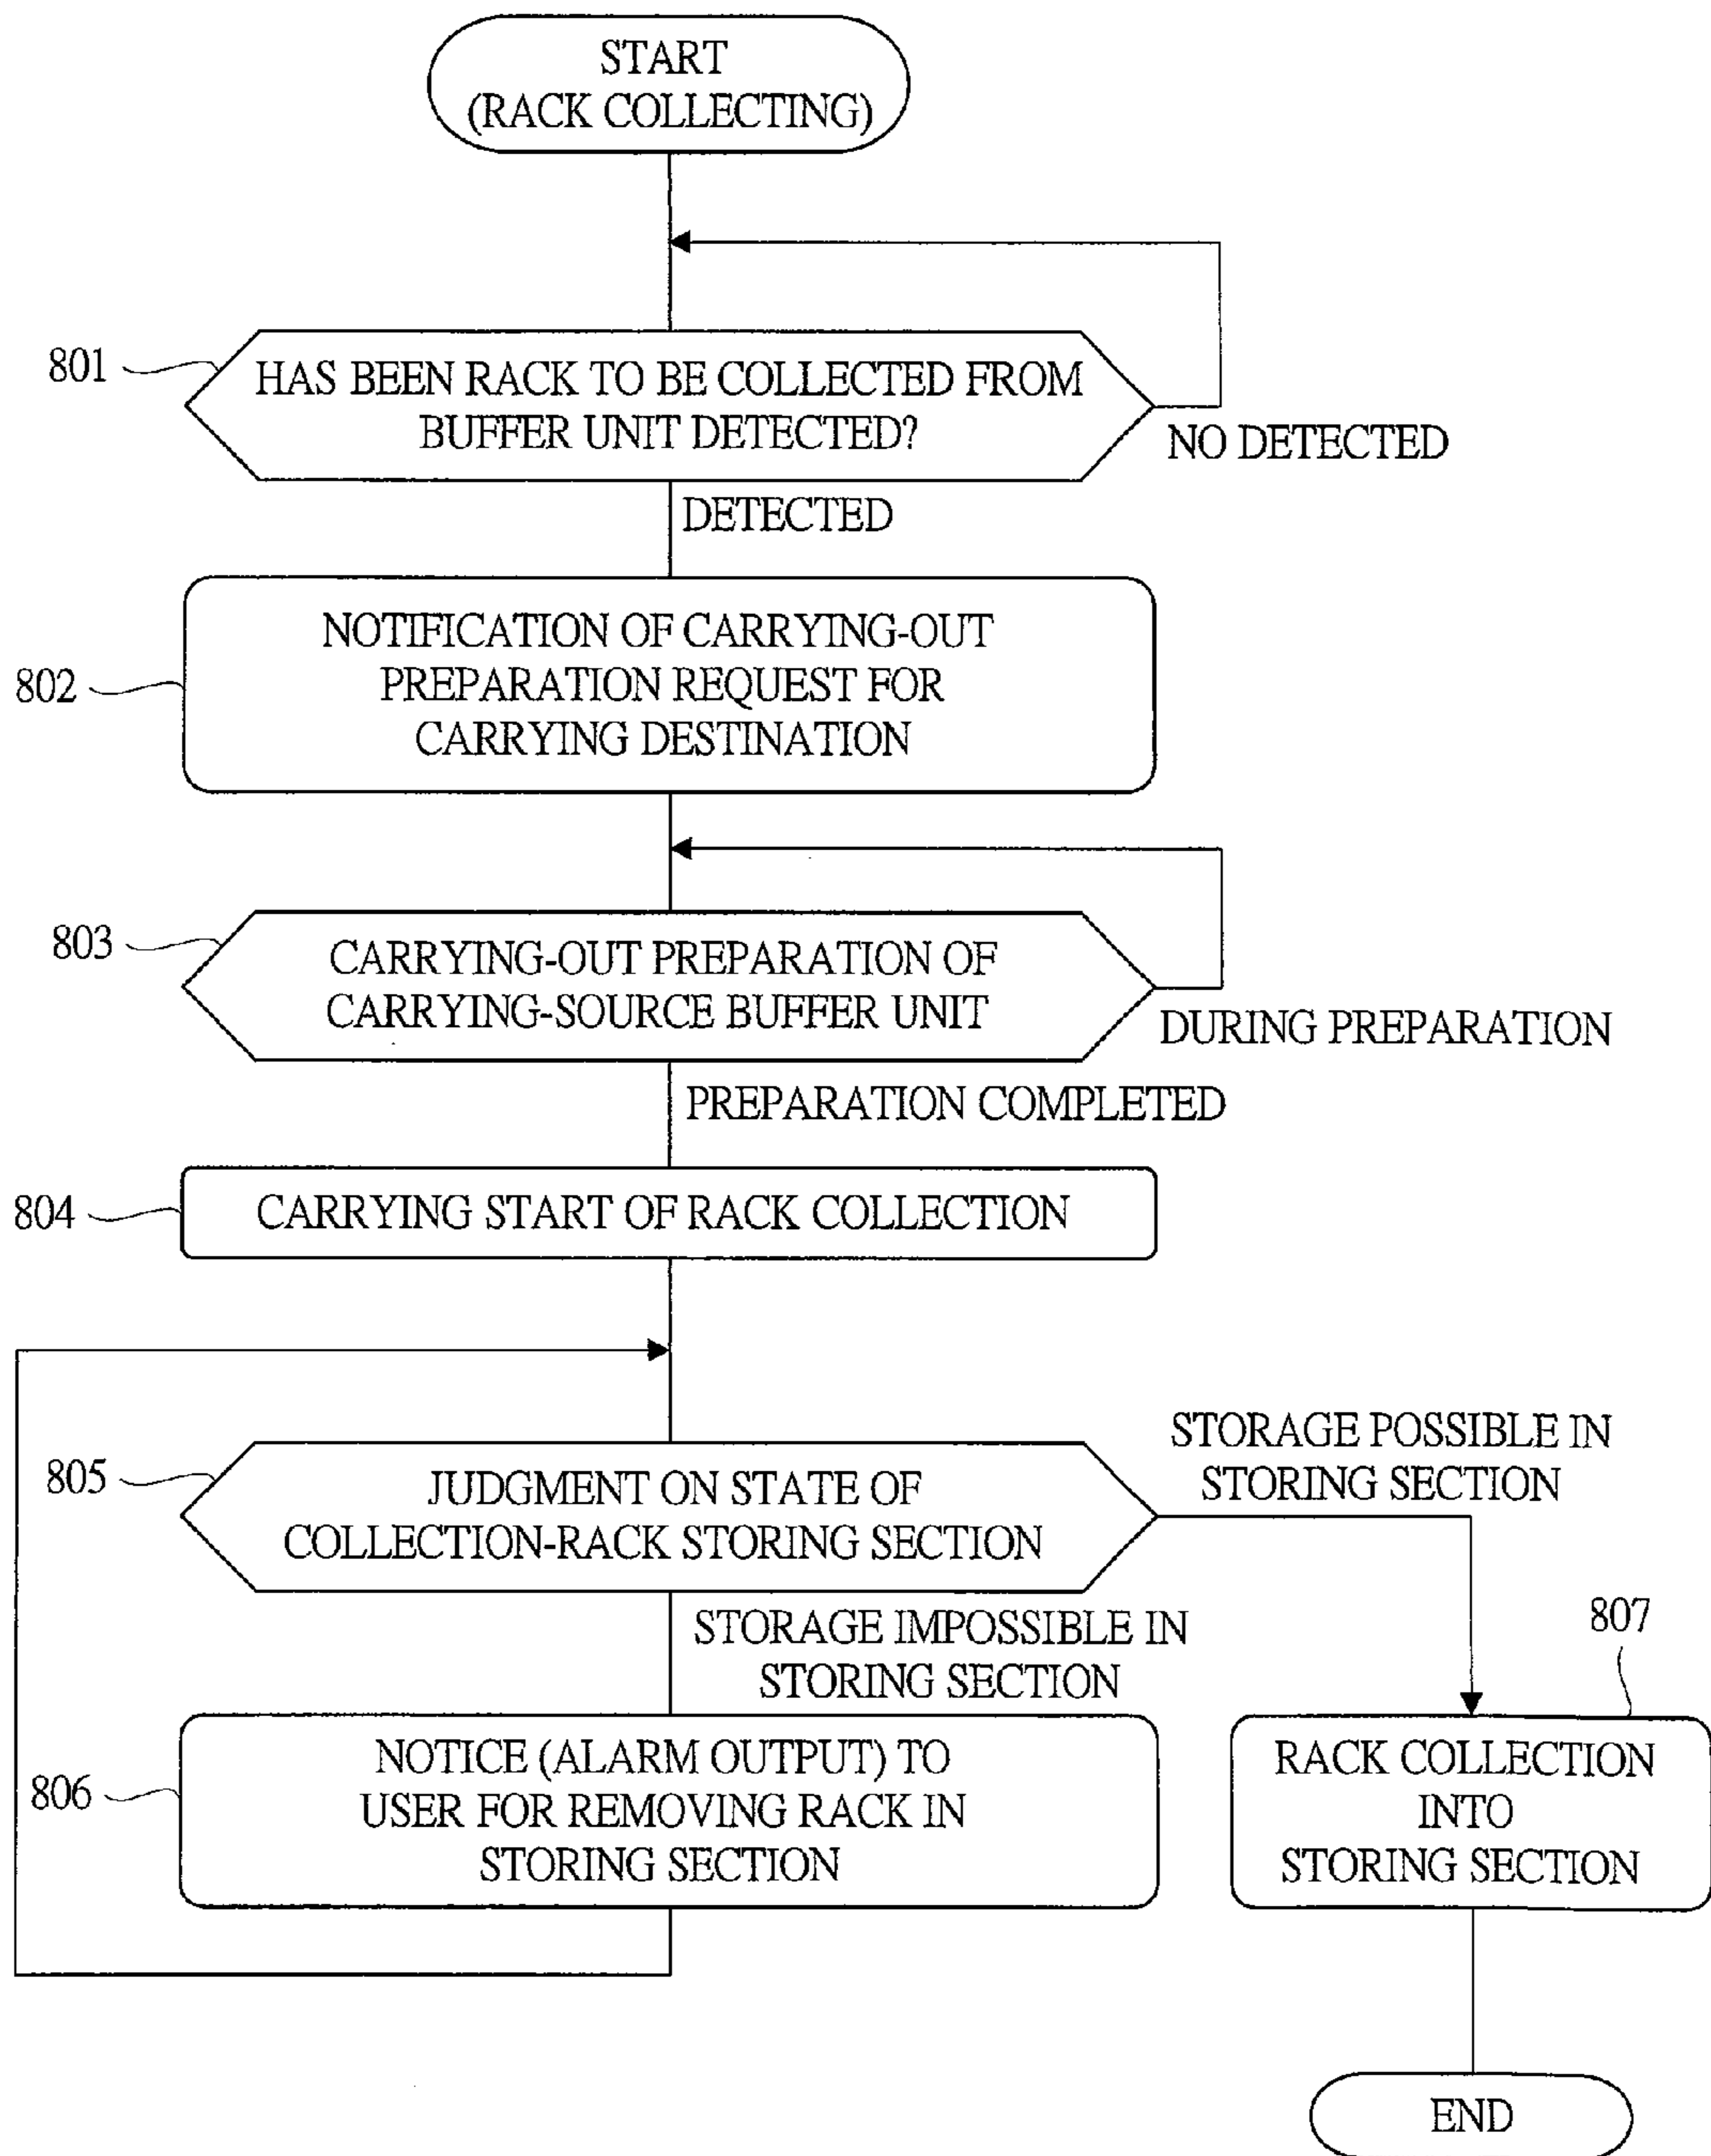 START
(RACK COLLECTING)
801
HAS BEEN RACK TO BE COLLECTED FROM
BUFFER UNIT DETECTED?
NO DETECTED
DETECTED
802
NOTIFICATION OF CARRYING-OUT
PREPARATION REQUEST FOR
CARRYING DESTINATION
803
CARRYING-OUT PREPARATION OF
CARRYING-SOURCE BUFFER UNIT
DURING PREPARATION
PREPARATION COMPLETED
804
CARRYING START OF RACK COLLECTION
805
JUDGMENT ON STATE OF
COLLECTION-RACK STORING SECTION
STORAGE POSSIBLE IN
STORING SECTION
STORAGE IMPOSSIBLE IN
STORING SECTION
806
NOTICE (ALARM OUTPUT) TO
USER FOR REMOVING RACK IN
STORING SECTION
807
RACK COLLECTION
INTO
STORING SECTION
END